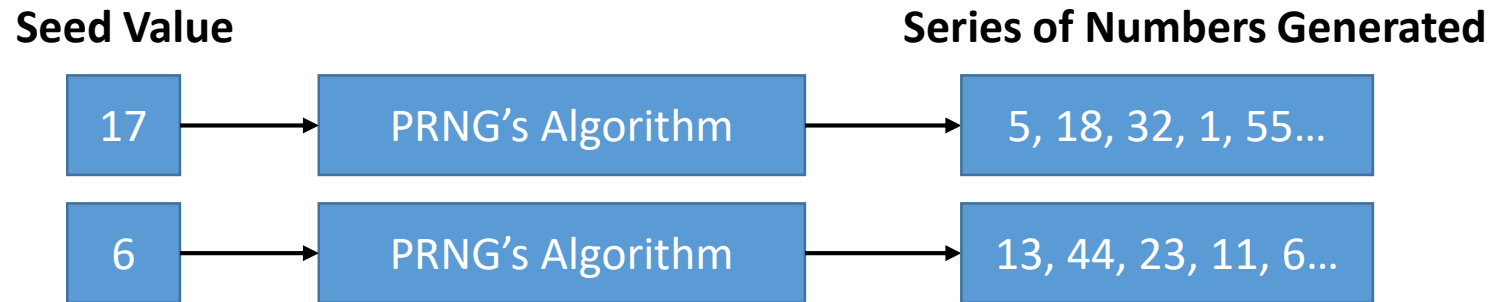 Seed Value
Series of Numbers Generated
17
PRNG’s Algorithm
5, 18, 32, 1, 55…
6
PRNG’s Algorithm
13, 44, 23, 11, 6…